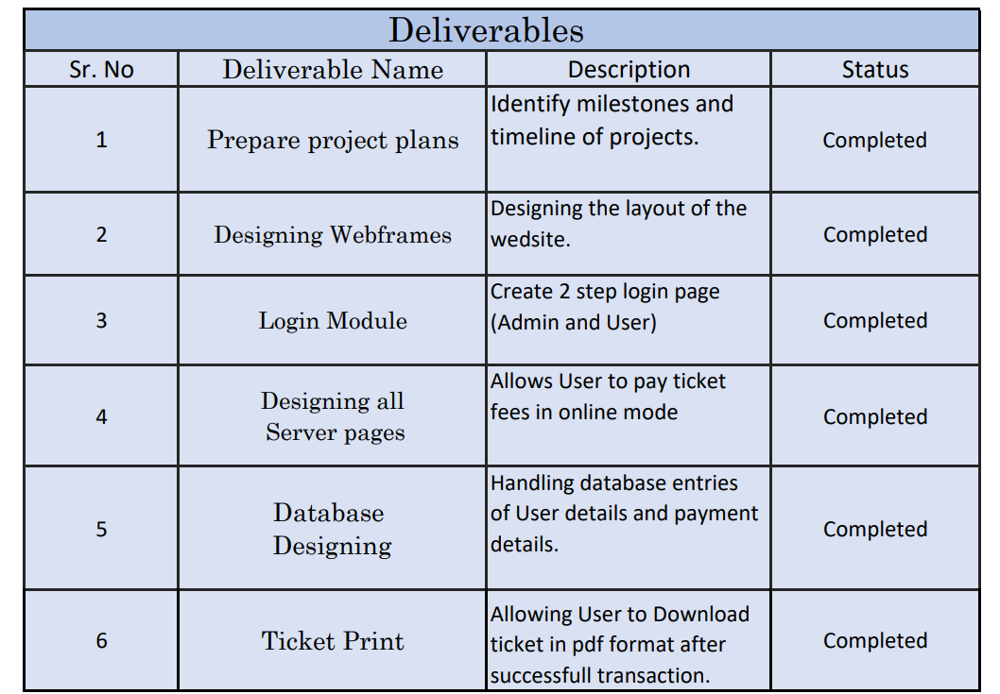 Deliverables
Sr. No Deliverable Name Description Status
1 Prepare project plans Identify milestones and
timeline of projects. Completed
2 Designing Webframes Designing the layout of the
wedsite. Completed
3 Login Module Create 2 step login page
(Admin and User) Completed
4 Designing all
Server pages Allows User to pay ticket
fees in online mode Completed
5 Database
Designing Handling database entries
of User details and payment
details. Completed
6 Ticket Print Allowing User to Download
ticket in pdf format after
successfull transaction. Completed